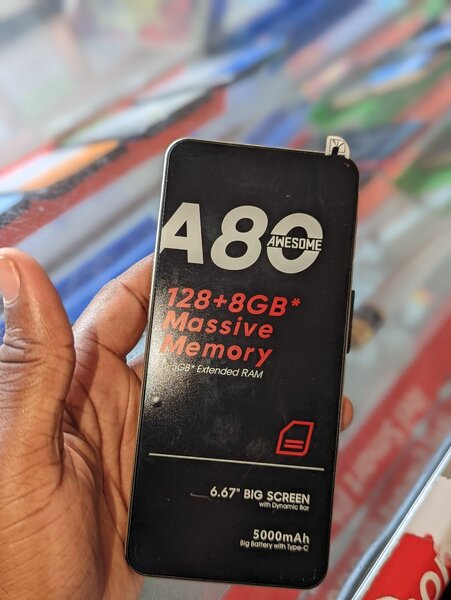 A80
AWESOME
128+8GB*
Massive
Memory
8GB* Extended RAM
6.67" BIG SCREEN
with Dynamic Bar
5000mAh
Big Battery with Type-C